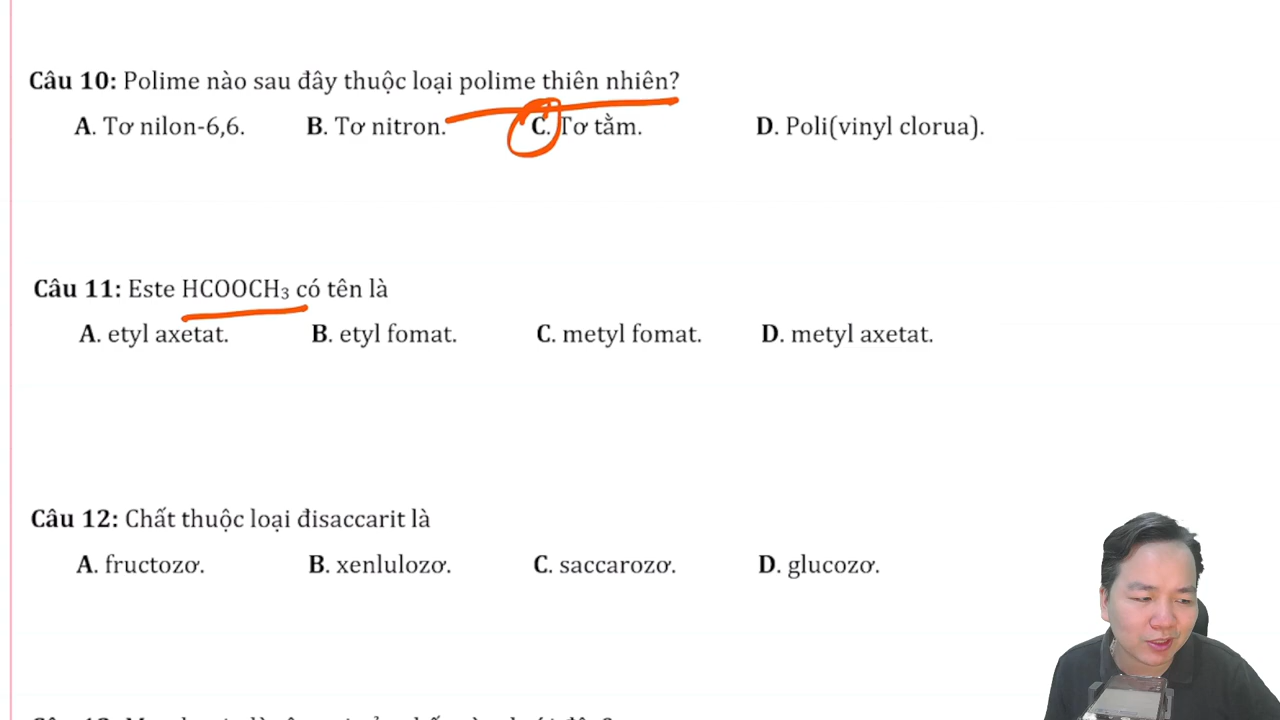 Câu 10: Polime nào sau đây thuộc loại polime thiên nhiên?
A. Tơ nilon-6,6. B. Tơ nitron. C. Tơ tằm. D. Poli(vinyl clorua).
Câu 11: Este HCOOCH₃ có tên là
A. etyl axetat. B. etyl fomat. C. metyl fomat. D. metyl axetat.
Câu 12: Chất thuộc loại đisaccarit là
A. fructozơ. B. xenlulozơ. C. saccarozơ. D. glucozơ.